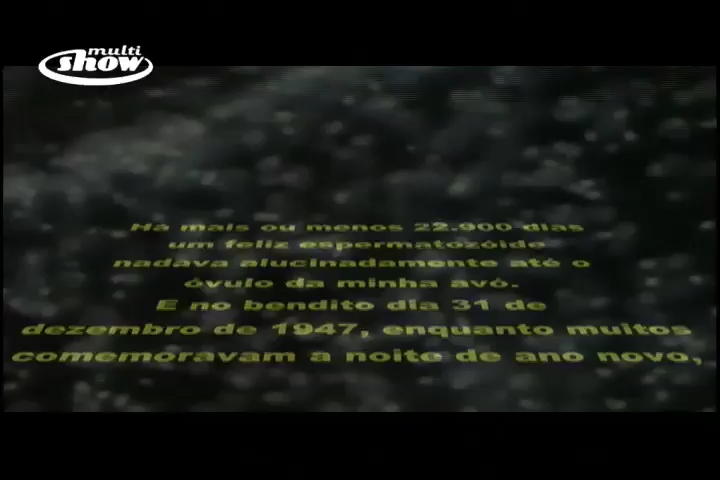 multi
show
Há mais ou menos 22.900 dias
um feliz espermatozóide
nadava alucinadamente até o
óvulo da minha avó.
E no bendito dia 31 de
dezembro de 1947, enquanto muitos
comemoravam a noite de ano novo,